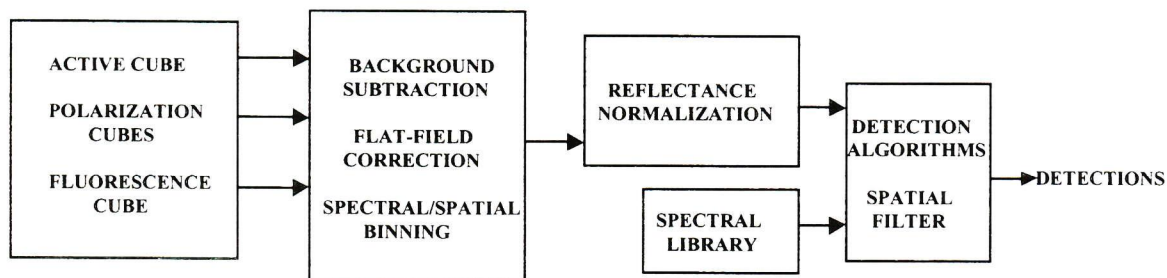 ACTIVE CUBE
POLARIZATION
CUBES
FLUORESCENCE
CUBE
BACKGROUND
SUBTRACTION
FLAT-FIELD
CORRECTION
SPECTRAL/SPATIAL
BINNING
REFLECTANCE
NORMALIZATION
SPECTRAL
LIBRARY
DETECTION
ALGORITHMS
SPATIAL
FILTER
DETECTIONS